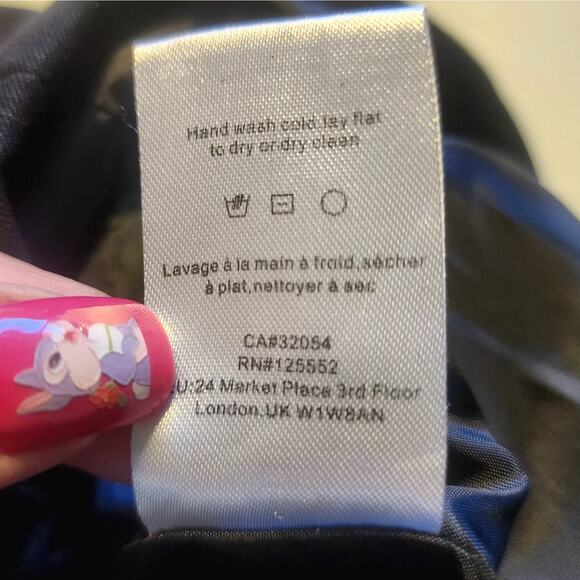 Hand wash cold lay flat
to dry or dry clean
Lavage à la main à froid,sécher
à plat,nettoyer à sec
CA#32054
RN#125552
U:24 Market Place 3rd Floor
London,UK W1W8AN